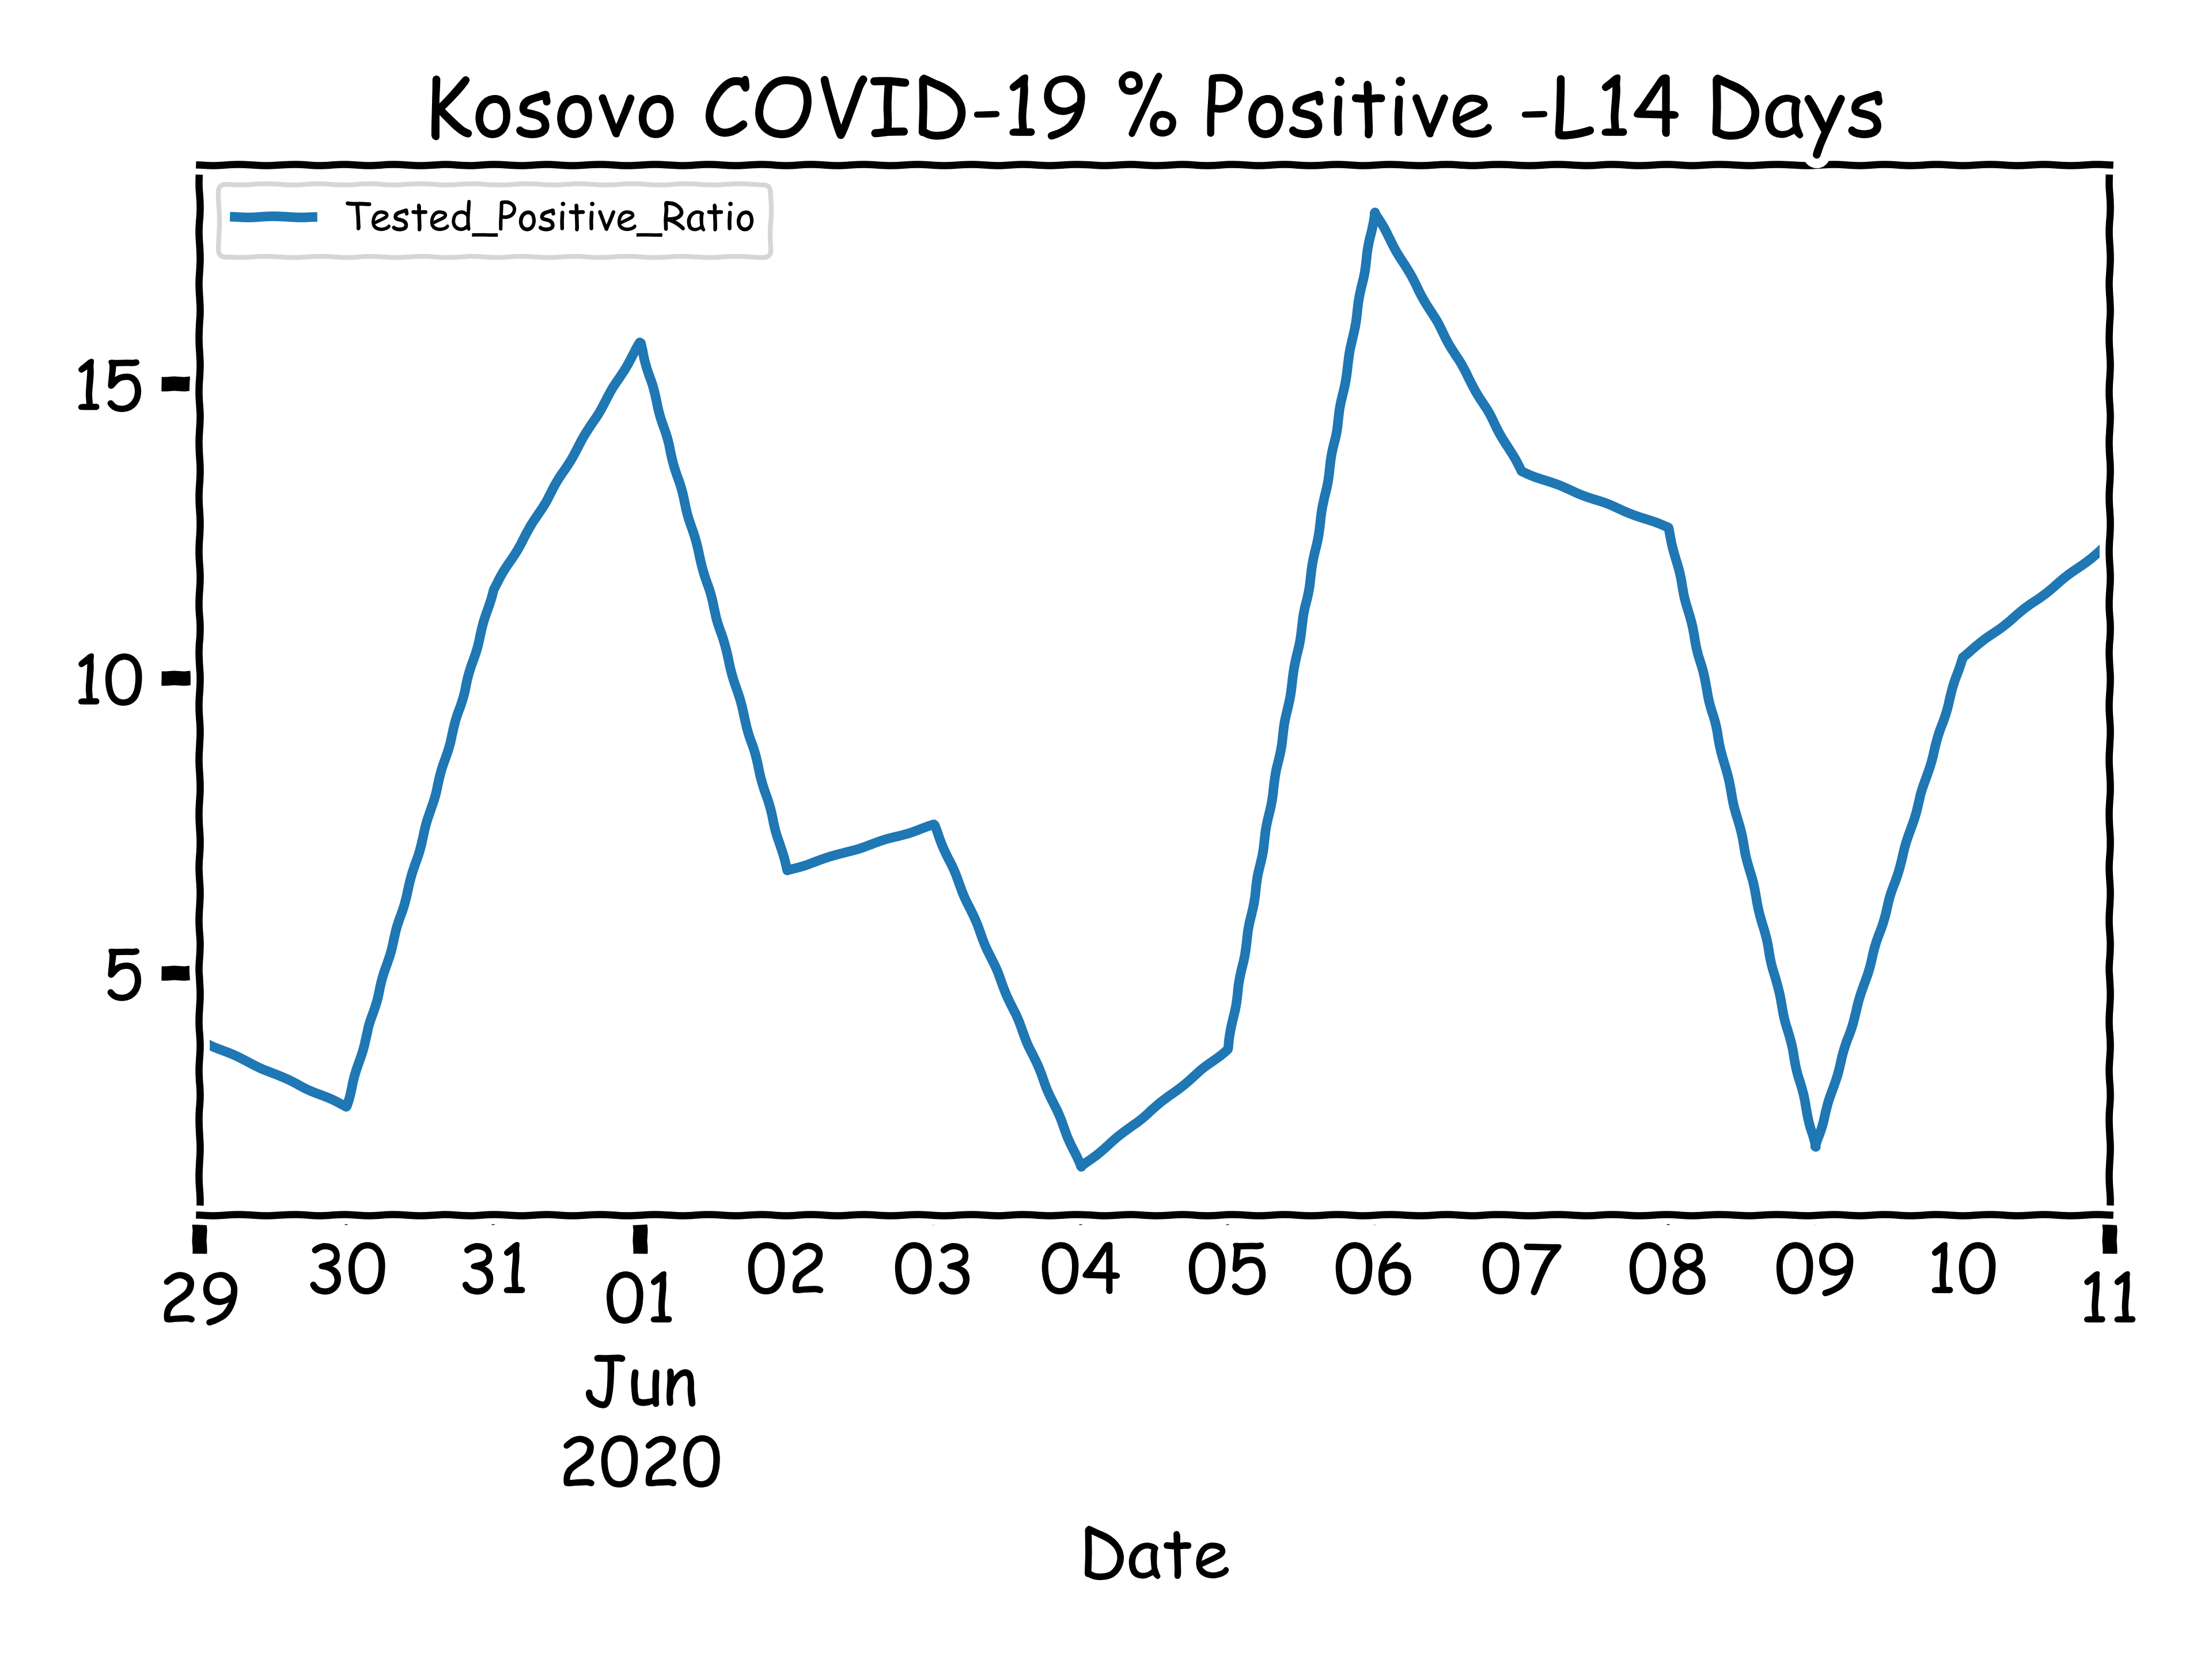 Kosovo COVID-19 % Positive -L14 Days
Tested_Positive_Ratio
15
10
5
29 30 31 01 02 03 04 05 06 07 08 09 10 11
Jun
2020
Date